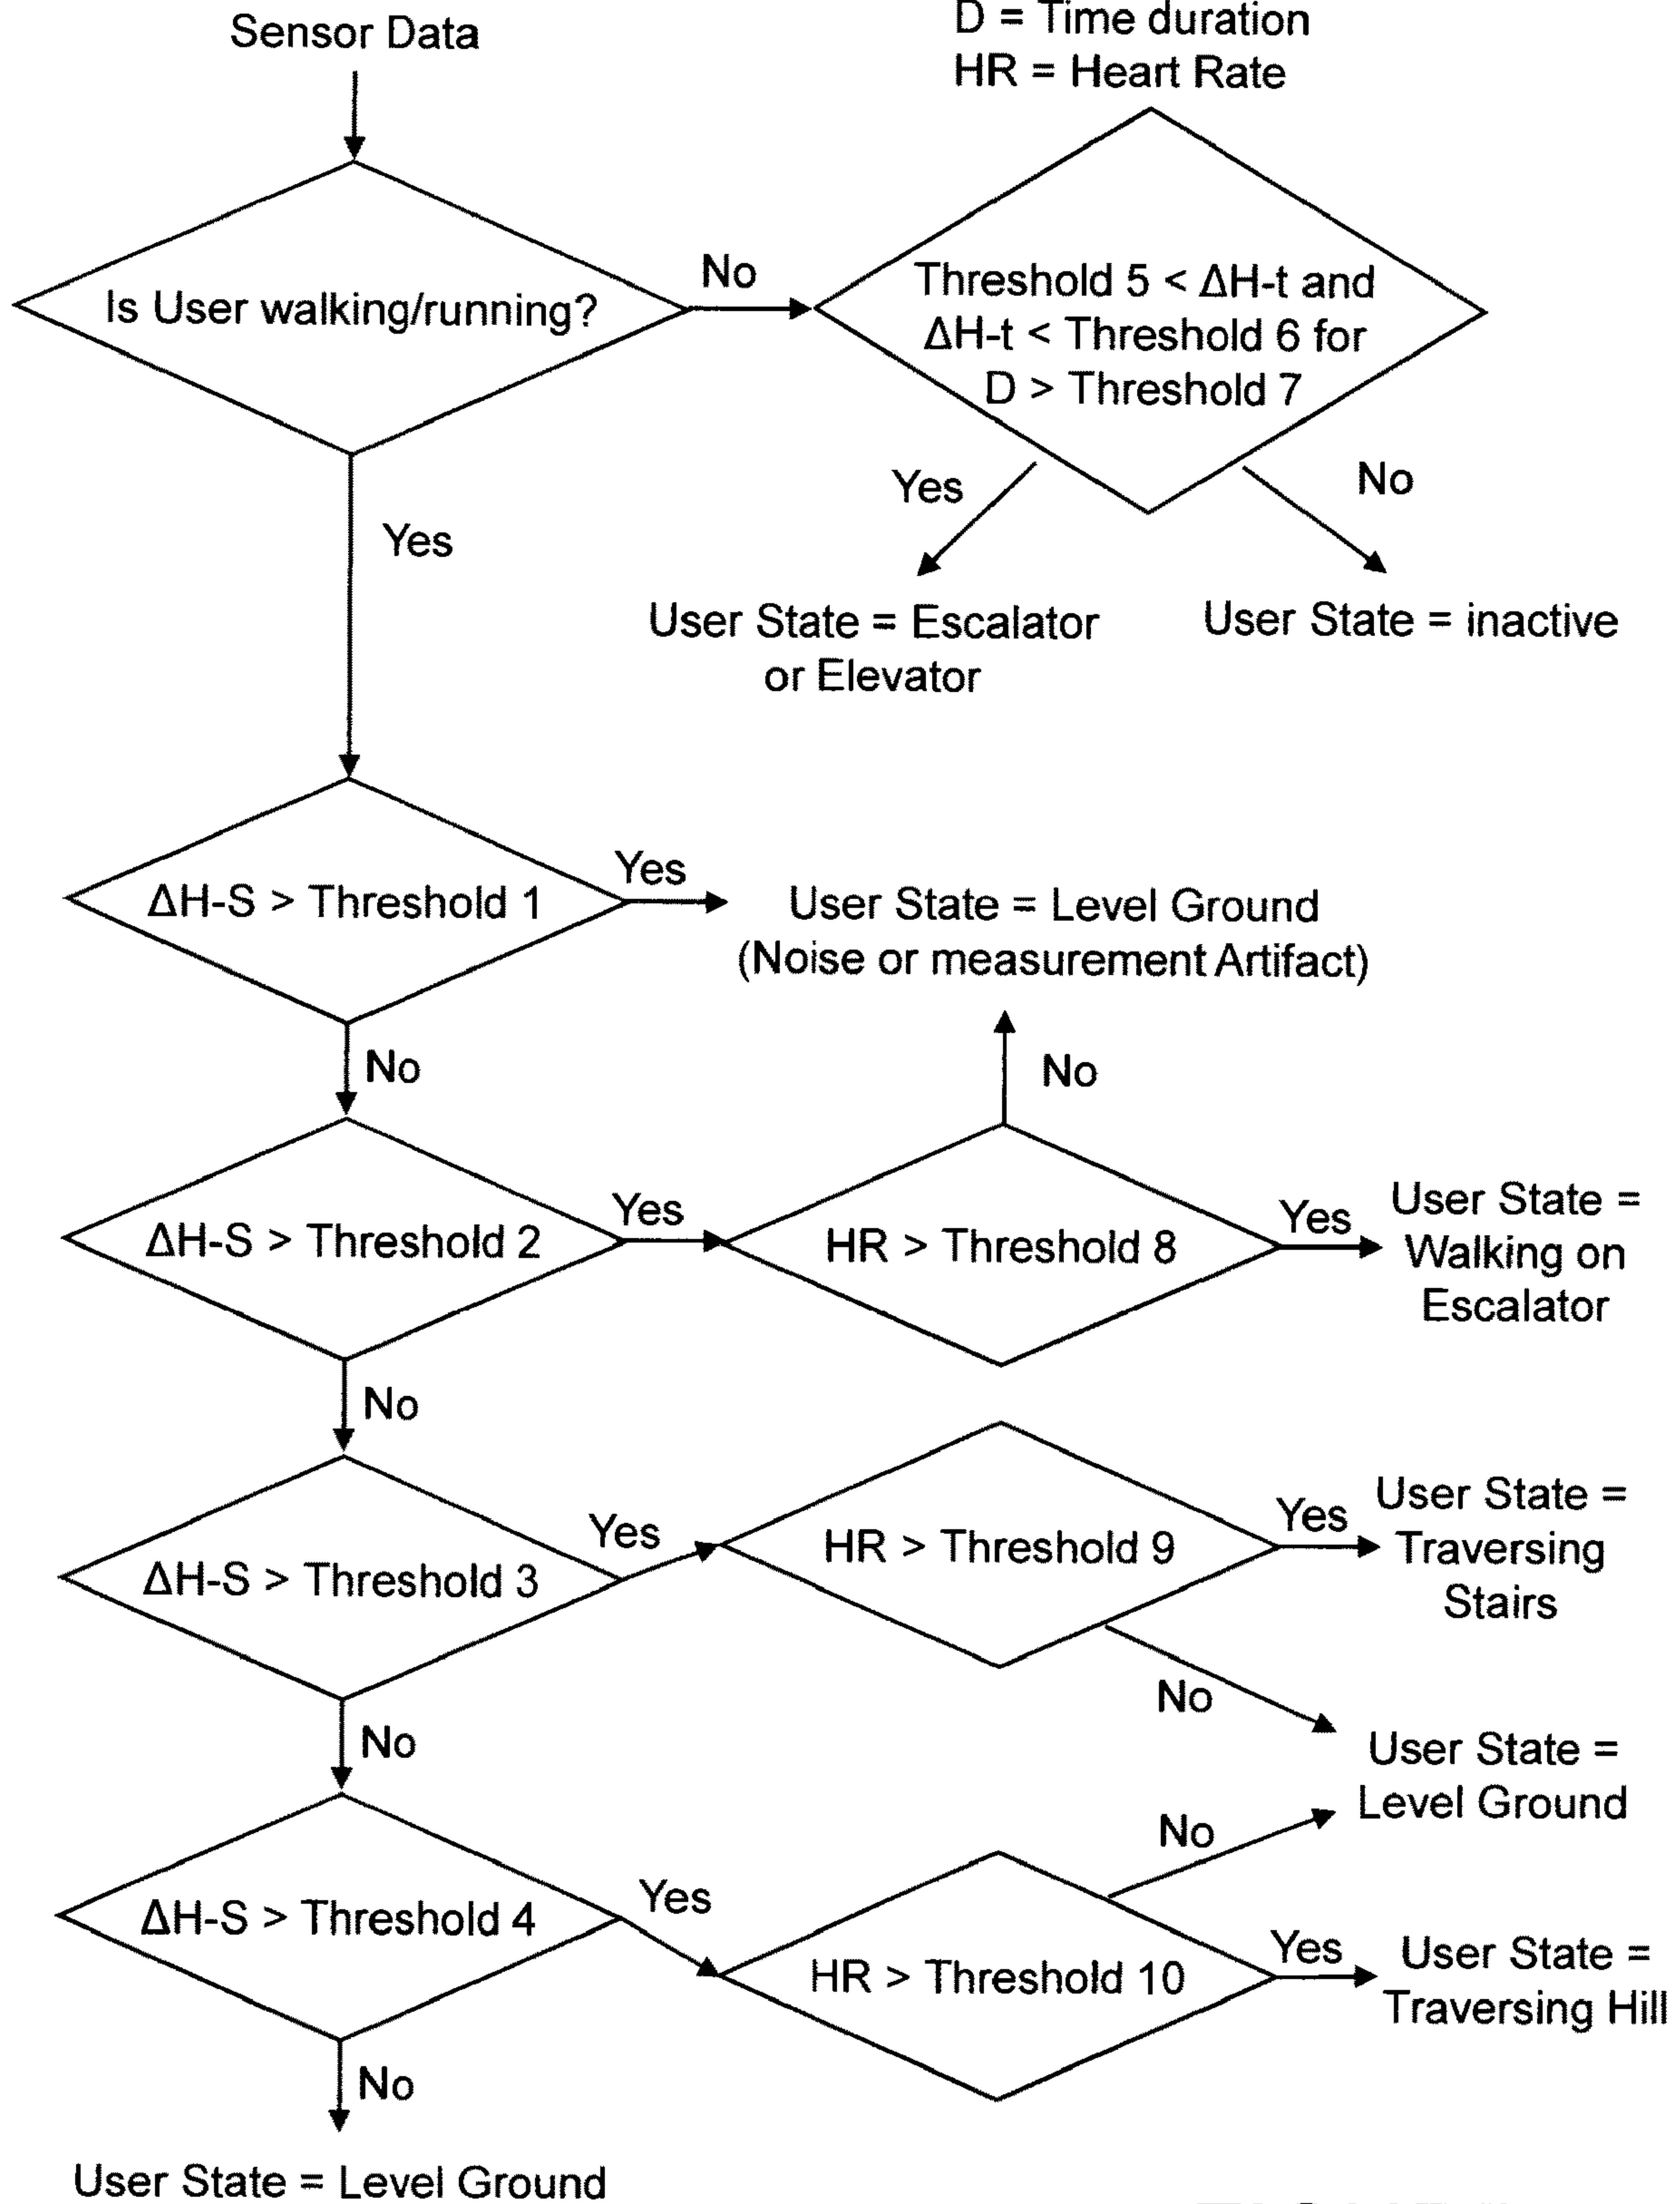 Sensor Data
D = Time duration
HR = Heart Rate
Is User walking/running?
No
Threshold 5 < ΔH-t and
ΔH-t < Threshold 6 for
D > Threshold 7
Yes
No
Yes
User State = Escalator
or Elevator
User State = inactive
ΔH-S > Threshold 1
Yes
User State = Level Ground
(Noise or measurement Artifact)
No
No
ΔH-S > Threshold 2
Yes
HR > Threshold 8
Yes
User State =
Walking on
Escalator
No
ΔH-S > Threshold 3
Yes
HR > Threshold 9
Yes
User State =
Traversing
Stairs
No
No
User State =
Level Ground
No
ΔH-S > Threshold 4
Yes
HR > Threshold 10
Yes
User State =
Traversing Hill
No
User State = Level Ground